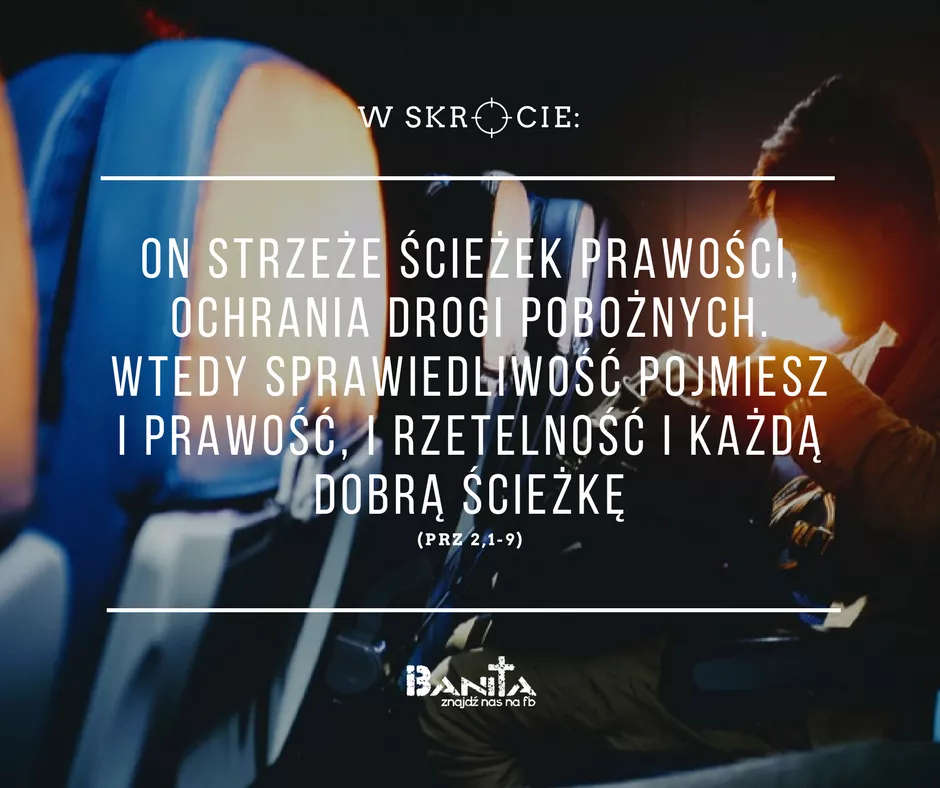 W SKRÓCIE:
ON STRZEŻE ŚCIEŻEK PRAWOŚCI,
OCHRANIA DROGI POBOŻNYCH.
WTEDY SPRAWIEDLIWOŚĆ POJMIESZ
I PRAWOŚĆ, I RZETELNOŚĆ I KAŻDĄ
DOBRĄ ŚCIEŻKĘ
(PRZ 2,1-9)
BANITA
znajdź nas na fb